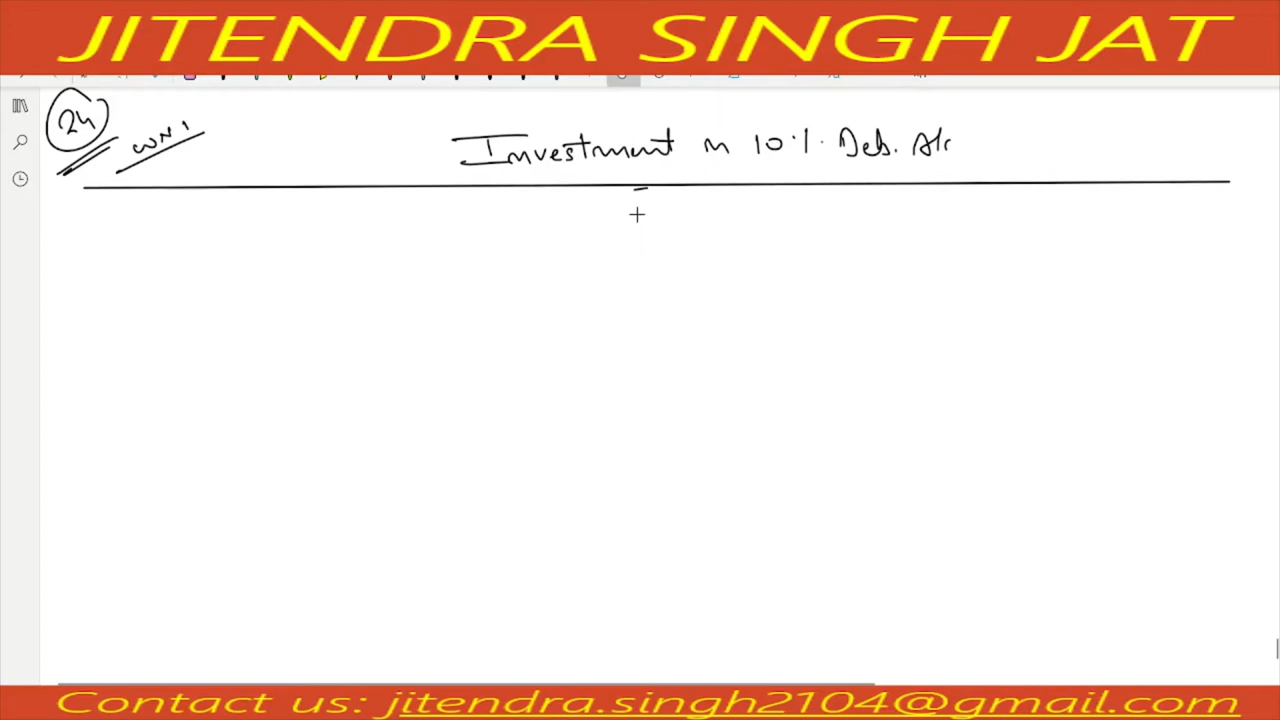 JITENDRA SINGH JAT
24
WN 1
Investment in 10% Deb. A/c
Contact us: jitendra.singh2104@gmail.com